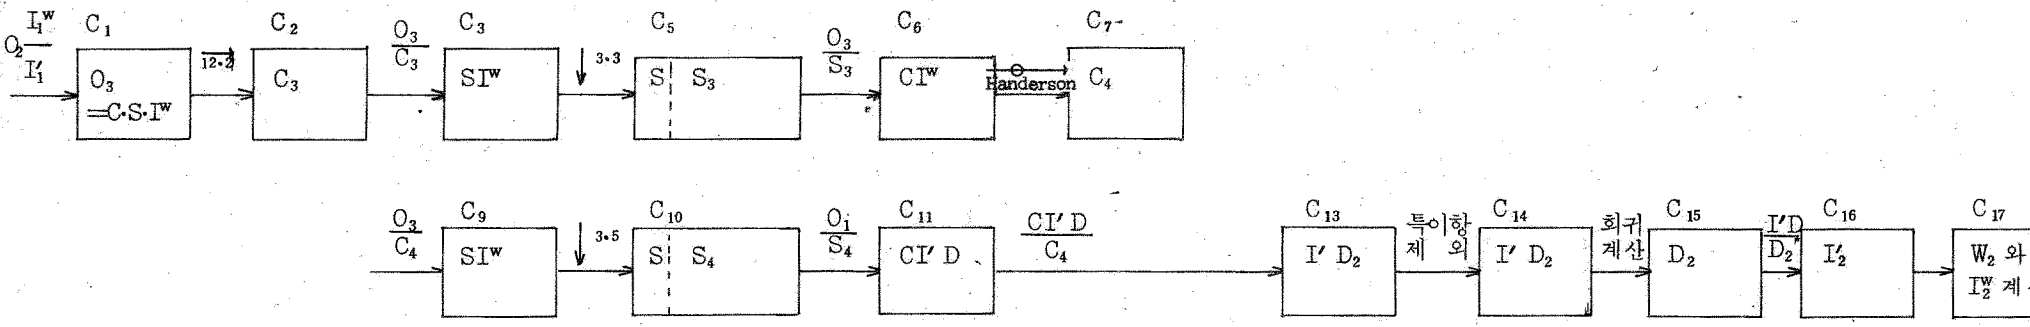 I₁ʷ C₁ C₂ O₃ C₃ C₅ O₃ C₆ C₇
O₂ I′₁ 12·2 C₃ 3·3 S₃ Handerson
O₃ C₃ SIʷ S S₃ CIʷ C₄
=C·S·Iʷ
O₃ C₉ C₁₀ Oᵢ C₁₁ CI′D C₁₃ 특이항 C₁₄ 회귀 C₁₅ I′D C₁₆ C₁₇
C₄ 3·5 S₄ C₄ 제 외 계산 D₂
SIʷ S S₄ CI′D I′D₂ I′D₂ D₂ I′₂ W₂ 와
I₂ʷ 계